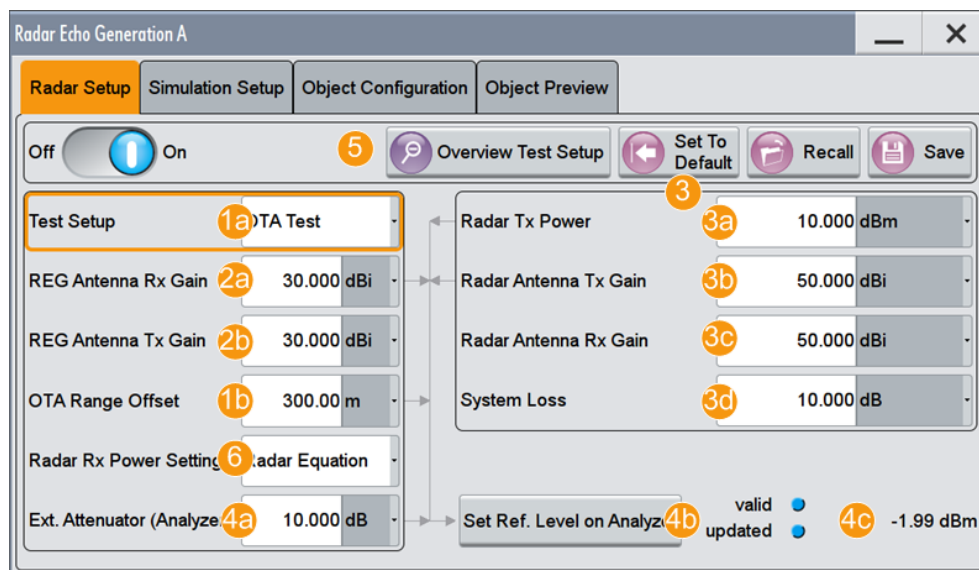 Radar Echo Generation A
Radar Setup Simulation Setup Object Configuration Object Preview
Off On 5 Overview Test Setup Set To Default Recall Save
3
Test Setup 1a OTA Test Radar Tx Power 3a 10.000 dBm
REG Antenna Rx Gain 2a 30.000 dBi Radar Antenna Tx Gain 3b 50.000 dBi
REG Antenna Tx Gain 2b 30.000 dBi Radar Antenna Rx Gain 3c 50.000 dBi
OTA Range Offset 1b 300.00 m System Loss 3d 10.000 dB
Radar Rx Power Setting 6 Radar Equation
Ext. Attenuator (Analyze 4a 10.000 dB Set Ref. Level on Analyz 4b valid updated 4c -1.99 dBm